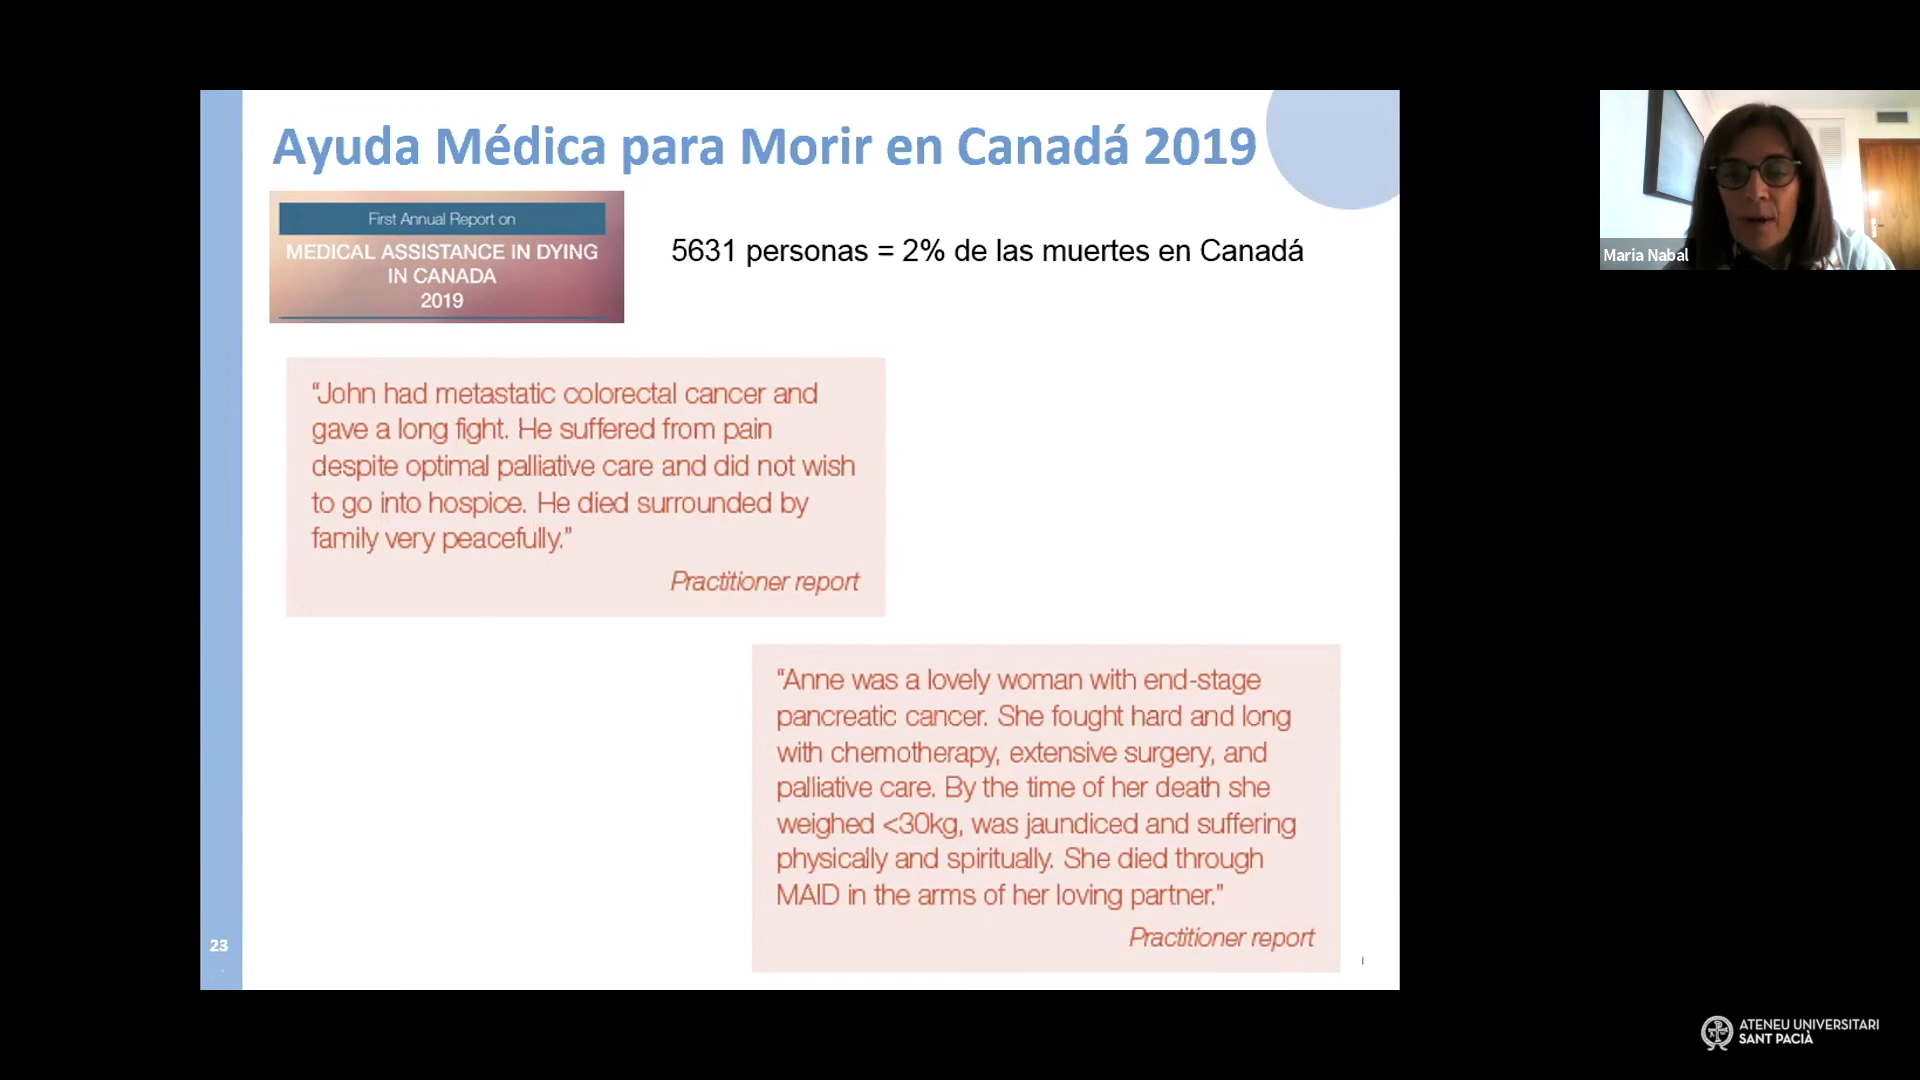 Ayuda Médica para Morir en Canadá 2019
First Annual Report on
MEDICAL ASSISTANCE IN DYING
IN CANADA
2019
5631 personas = 2% de las muertes en Canadá
Maria Nabal
“John had metastatic colorectal cancer and
gave a long fight. He suffered from pain
despite optimal palliative care and did not wish
to go into hospice. He died surrounded by
family very peacefully.”
Practitioner report
“Anne was a lovely woman with end-stage
pancreatic cancer. She fought hard and long
with chemotherapy, extensive surgery, and
palliative care. By the time of her death she
weighed <30kg, was jaundiced and suffering
physically and spiritually. She died through
MAID in the arms of her loving partner.”
Practitioner report
23
ATENEU UNIVERSITARI
SANT PACIÀ